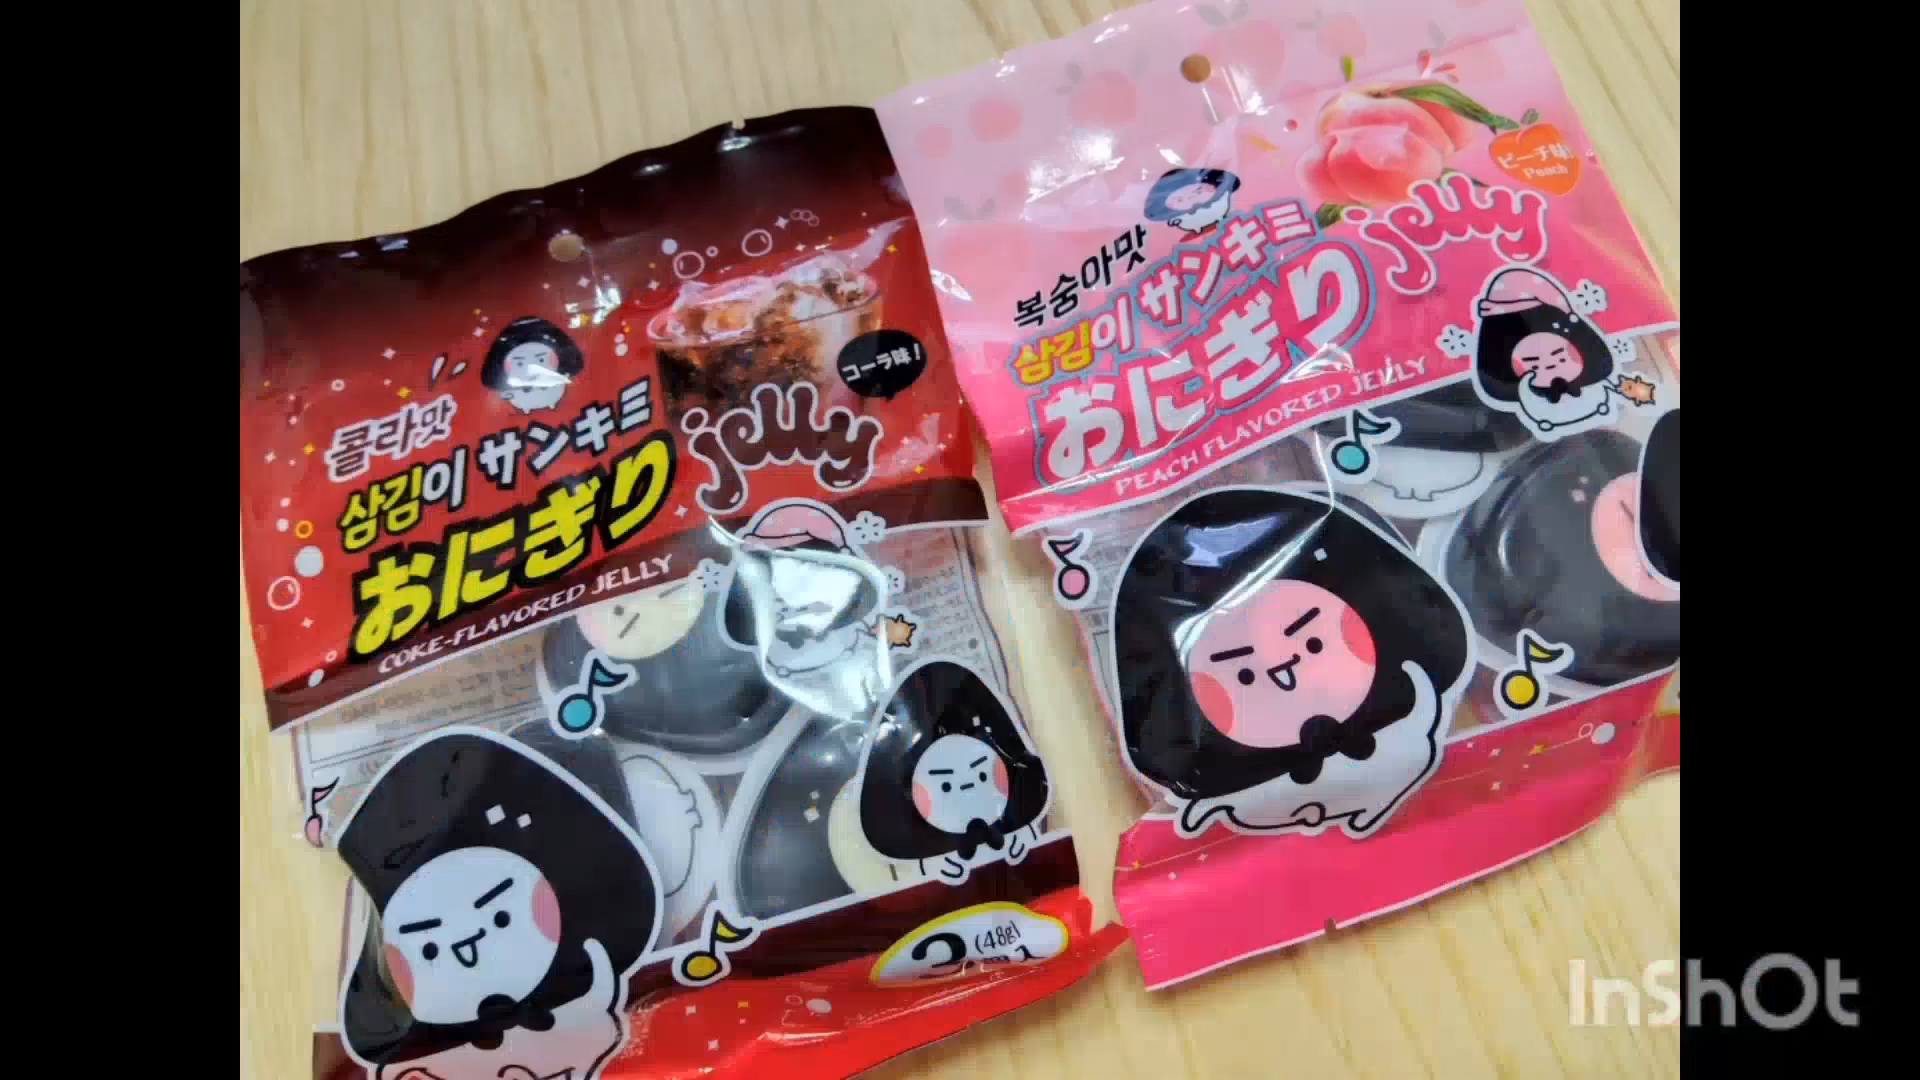 콜라맛
삼김이 サンキミ
おにぎり
jelly
コーラ味!
COKE-FLAVORED JELLY
(48g)
복숭아맛
삼김이 サンキミ
おにぎり
jelly
ピーチ味!
Peach
PEACH FLAVORED JELLY
InShOt